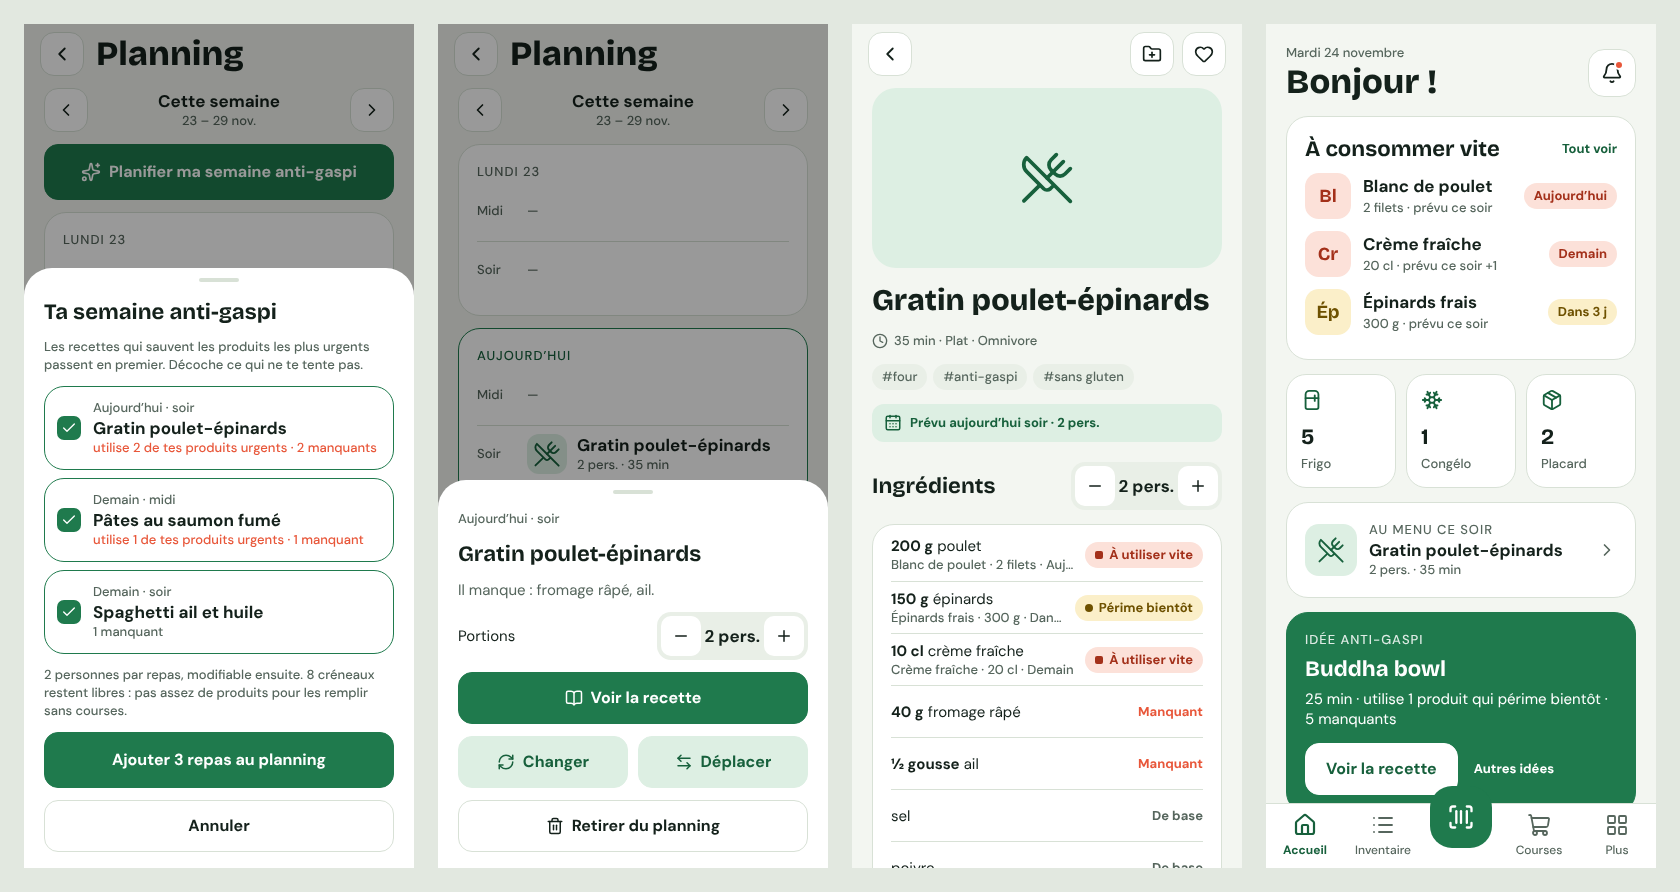 Planning
Cette semaine
23 – 29 nov.
Planifier ma semaine anti-gaspi
LUNDI 23
Ta semaine anti-gaspi
Les recettes qui sauvent les produits les plus urgents
passent en premier. Décoche ce qui ne te tente pas.
Aujourd’hui · soir
Gratin poulet-épinards
utilise 2 de tes produits urgents · 2 manquants
Demain · midi
Pâtes au saumon fumé
utilise 1 de tes produits urgents · 1 manquant
Demain · soir
Spaghetti ail et huile
1 manquant
2 personnes par repas, modifiable ensuite. 8 créneaux
restent libres : pas assez de produits pour les remplir
sans courses.
Ajouter 3 repas au planning
Annuler
Planning
Cette semaine
23 – 29 nov.
LUNDI 23
Midi —
Soir —
AUJOURD’HUI
Midi —
Soir
Gratin poulet-épinards
2 pers. · 35 min
Aujourd’hui · soir
Gratin poulet-épinards
Il manque : fromage râpé, ail.
Portions − 2 pers. +
Voir la recette
Changer
Déplacer
Retirer du planning
Gratin poulet-épinards
35 min · Plat · Omnivore
#four #anti-gaspi #sans gluten
Prévu aujourd’hui soir · 2 pers.
Ingrédients − 2 pers. +
200 g poulet
Blanc de poulet · 2 filets · Auj…
À utiliser vite
150 g épinards
Épinards frais · 300 g · Dan…
Périme bientôt
10 cl crème fraîche
Crème fraîche · 20 cl · Demain
À utiliser vite
40 g fromage râpé Manquant
½ gousse ail Manquant
sel De base
poivre De base
Mardi 24 novembre
Bonjour !
À consommer vite Tout voir
Bl
Blanc de poulet
2 filets · prévu ce soir
Aujourd’hui
Cr
Crème fraîche
20 cl · prévu ce soir +1
Demain
Ép
Épinards frais
300 g · prévu ce soir
Dans 3 j
5
Frigo
1
Congélo
2
Placard
AU MENU CE SOIR
Gratin poulet-épinards
2 pers. · 35 min
IDÉE ANTI-GASPI
Buddha bowl
25 min · utilise 1 produit qui périme bientôt ·
5 manquants
Voir la recette Autres idées
Accueil Inventaire Courses Plus